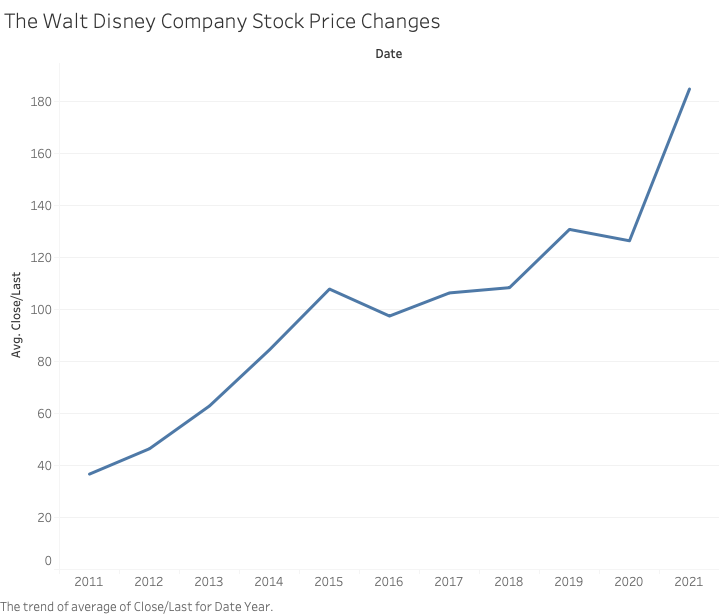 The Walt Disney Company Stock Price Changes
Date
Avg. Close/Last
180
160
140
120
100
80
60
40
20
0
2011 2012 2013 2014 2015 2016 2017 2018 2019 2020 2021
The trend of average of Close/Last for Date Year.